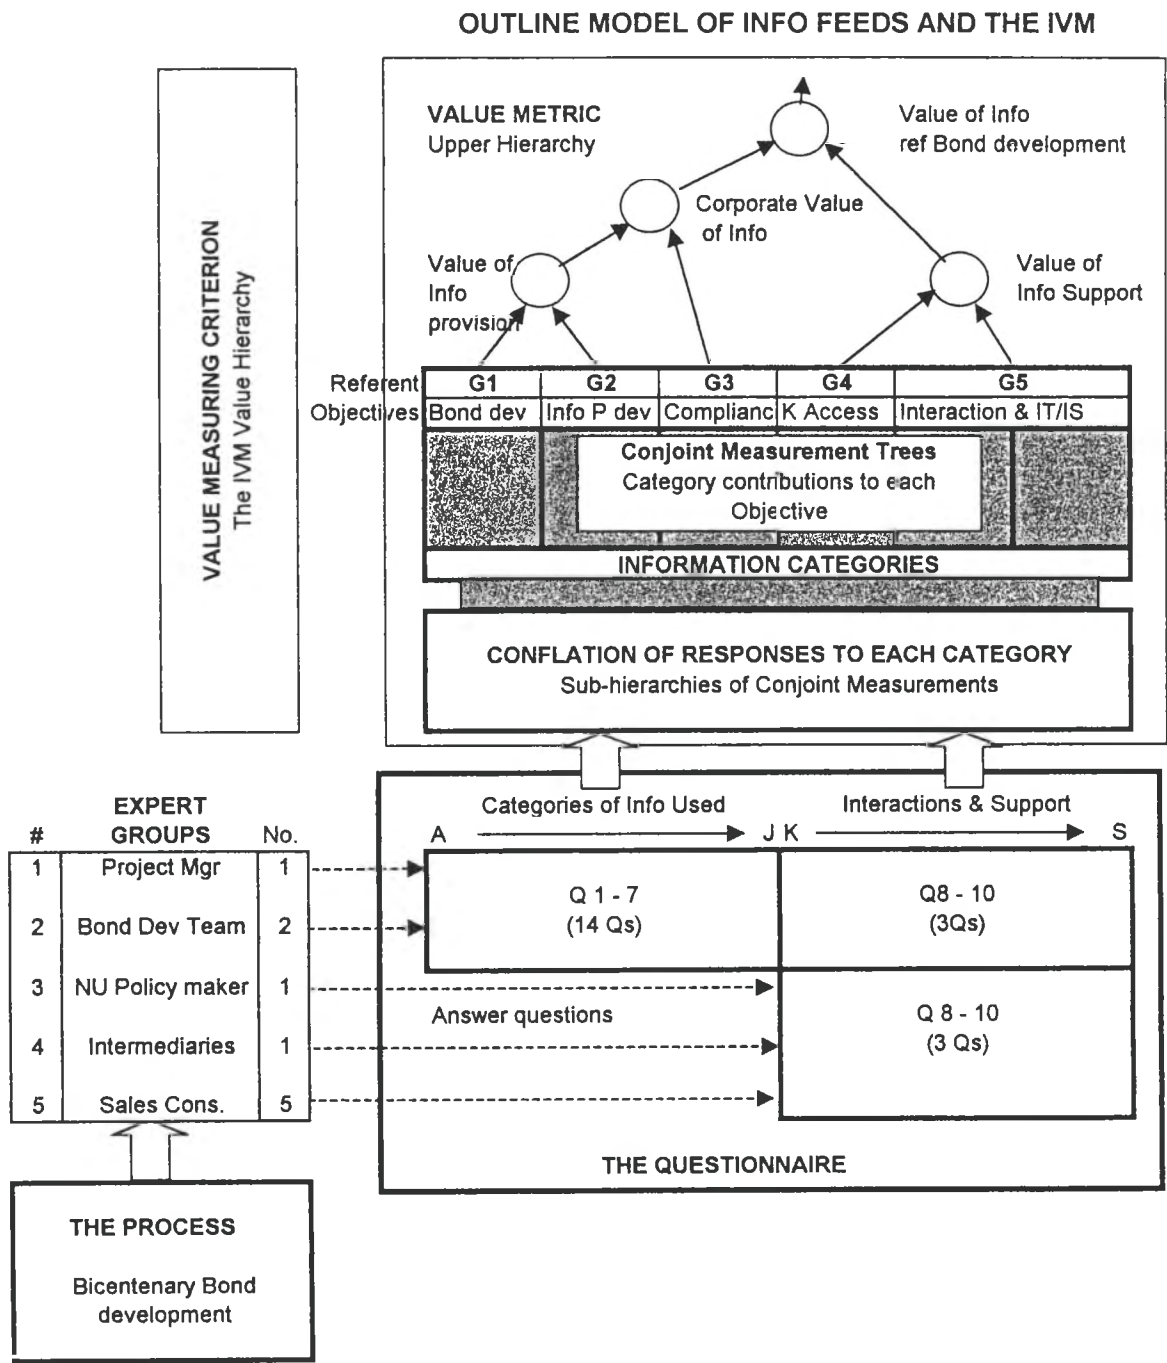 OUTLINE MODEL OF INFO FEEDS AND THE IVM
VALUE MEASURING CRITERION
The IVM Value Hierarchy
VALUE METRIC
Upper Hierarchy
Value of Info
ref Bond development
Corporate Value
of Info
Value of
Info
provision
Value of
Info Support
Referent
Objectives
G1 G2 G3 G4 G5
Bond dev Info P dev Complianc K Access Interaction & IT/IS
Conjoint Measurement Trees
Category contributions to each
Objective
INFORMATION CATEGORIES
CONFLATION OF RESPONSES TO EACH CATEGORY
Sub-hierarchies of Conjoint Measurements
Categories of Info Used
Interactions & Support
A J K S
EXPERT
# GROUPS No.
1 Project Mgr 1
2 Bond Dev Team 2
3 NU Policy maker 1
4 Intermediaries 1
5 Sales Cons. 5
Q 1 - 7
(14 Qs)
Q8 - 10
(3Qs)
Answer questions
Q 8 - 10
(3 Qs)
THE QUESTIONNAIRE
THE PROCESS
Bicentenary Bond
development